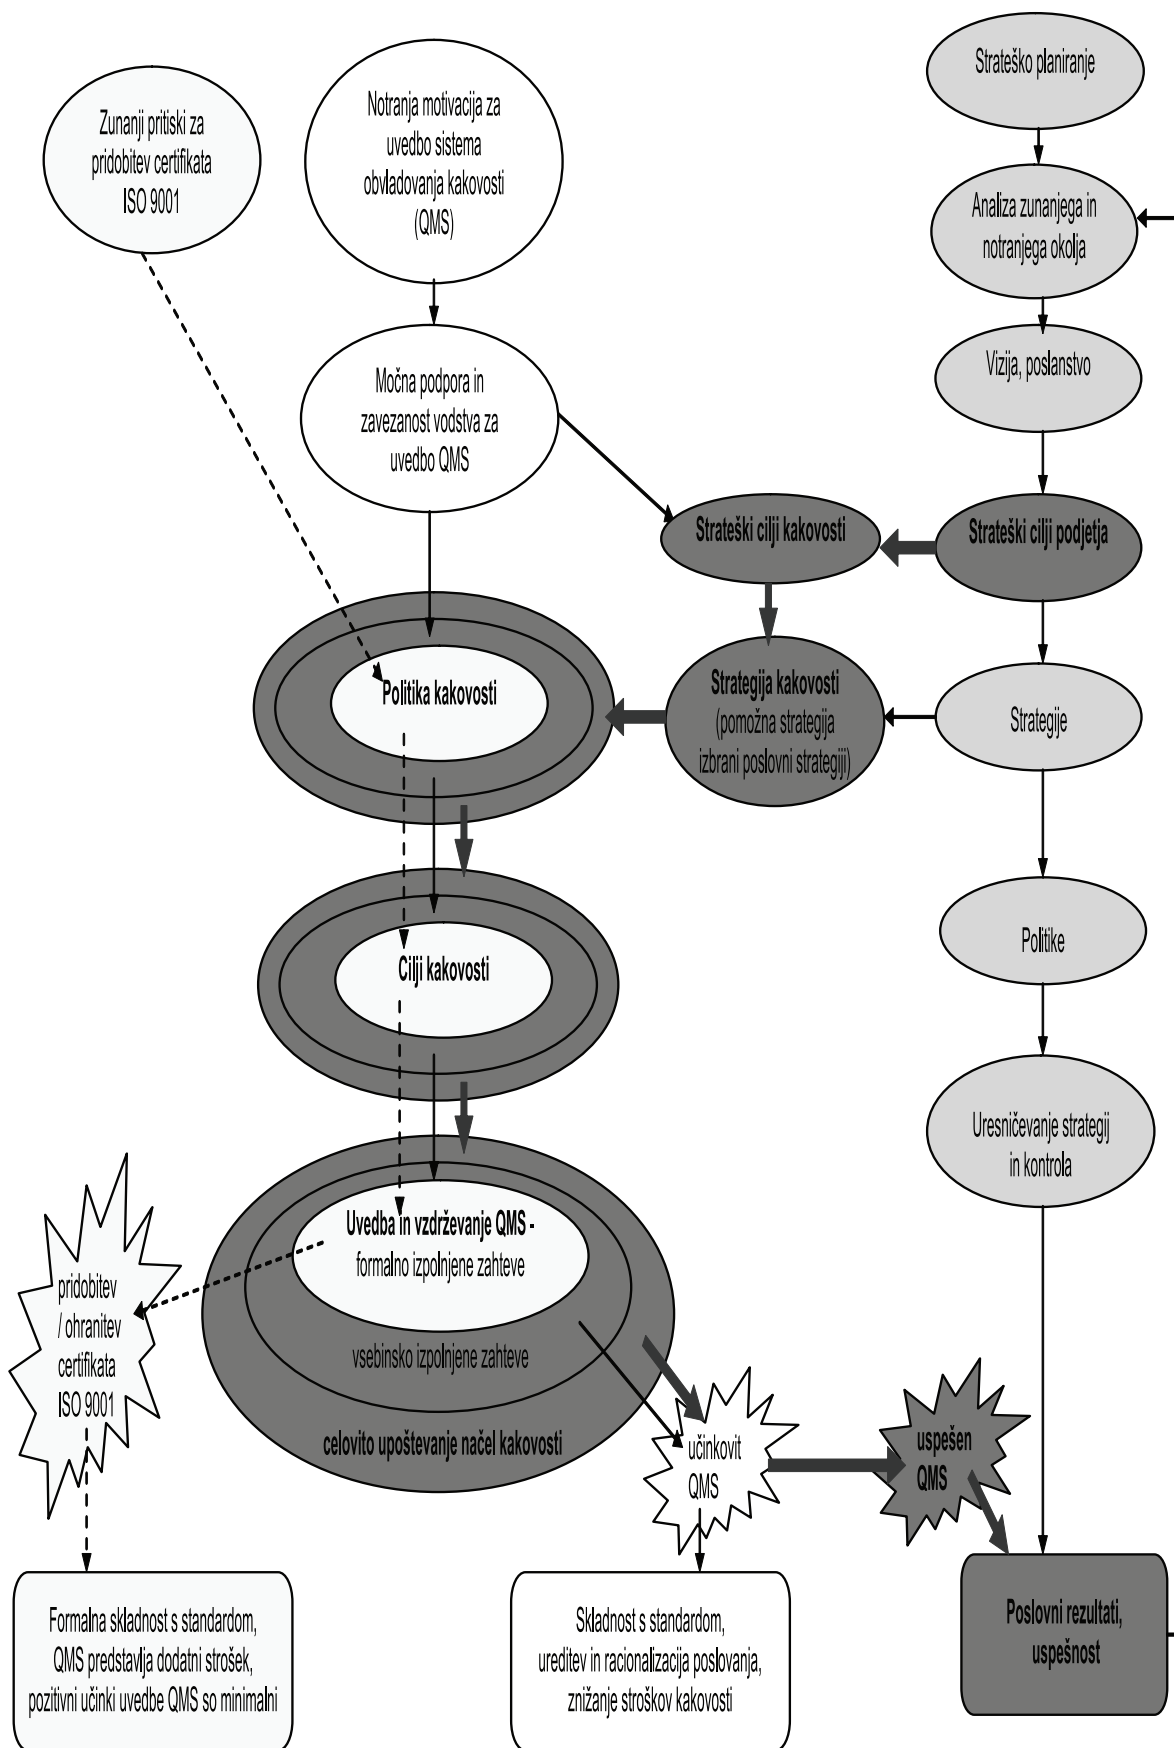 Strateško planiranje
Zunanji pritiski za
pridobitev certifikata
ISO 9001
Notranja motivacija za
uvedbo sistema
obvladovanja kakovosti
(QMS)
Analiza zunanjega in
notranjega okolja
Močna podpora in
zavezanost vodstva za
uvedbo QMS
Vizija, poslanstvo
Strateški cilji kakovosti
Strateški cilji podjetja
Politika kakovosti
Strategija kakovosti
(pomožna strategija
izbrani poslovni strategiji)
Strategije
Cilji kakovosti
Politike
Uresničevanje strategij
in kontrola
Uvedba in vzdrževanje QMS -
formalno izpolnjene zahteve
vsebinsko izpolnjene zahteve
celovito upoštevanje načel kakovosti
pridobitev
/ ohranitev
certifikata
ISO 9001
učinkovit
QMS
uspešen
QMS
Formalna skladnost s standardom,
QMS predstavlja dodatni strošek,
pozitivni učinki uvedbe QMS so minimalni
Skladnost s standardom,
ureditev in racionalizacija poslovanja,
znižanje stroškov kakovosti
Poslovni rezultati,
uspešnost